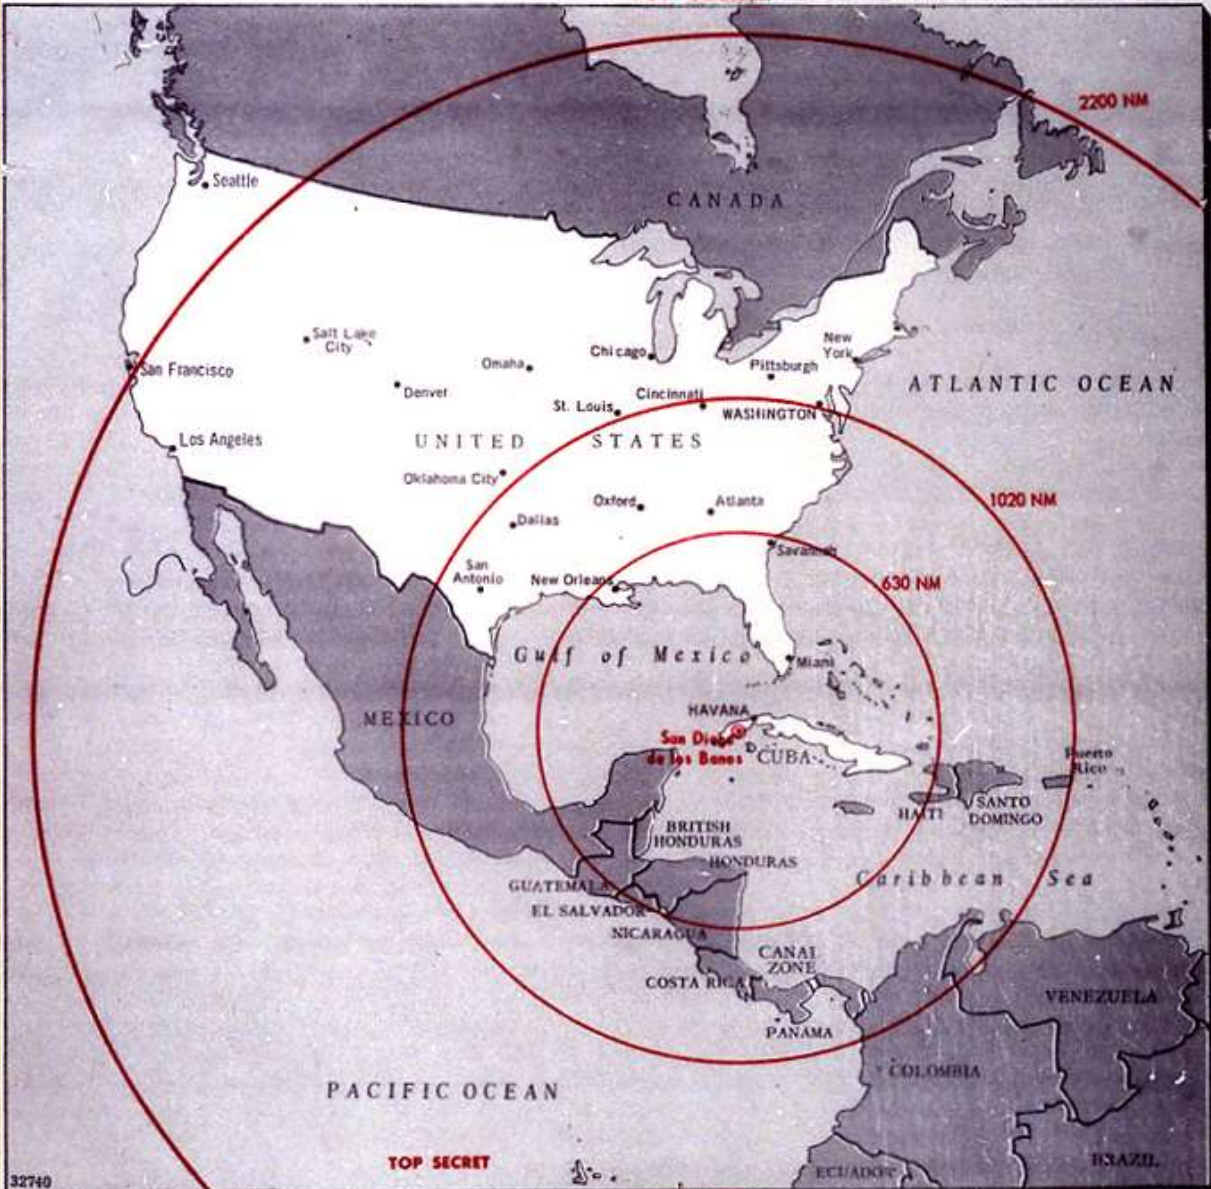 2200 NM
Seattle
CANADA
Salt Lake
City
New
York
Chicago
Omaha
Pittsburgh
San Francisco
ATLANTIC OCEAN
Denver
Cincinnati
St. Louis
WASHINGTON
Los Angeles
UNITED STATES
Oklahoma City
1020 NM
Oxford
Atlanta
Dallas
Savannah
San
Antonio
New Orleans
630 NM
Gulf of Mexico
Miami
HAVANA
MEXICO
San Diego
de los Banos
CUBA
Puerto
Rico
HAITI
SANTO
DOMINGO
BRITISH
HONDURAS
HONDURAS
Caribbean Sea
GUATEMALA
EL SALVADOR
NICARAGUA
CANAL
ZONE
COSTA RICA
VENEZUELA
PANAMA
COLOMBIA
PACIFIC OCEAN
TOP SECRET
ECUADOR
BRAZIL
32740